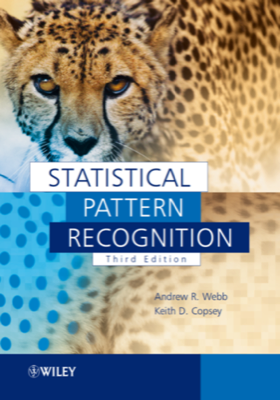 STATISTICAL
PATTERN
RECOGNITION
Third Edition
Andrew R. Webb
Keith D. Copsey
WILEY